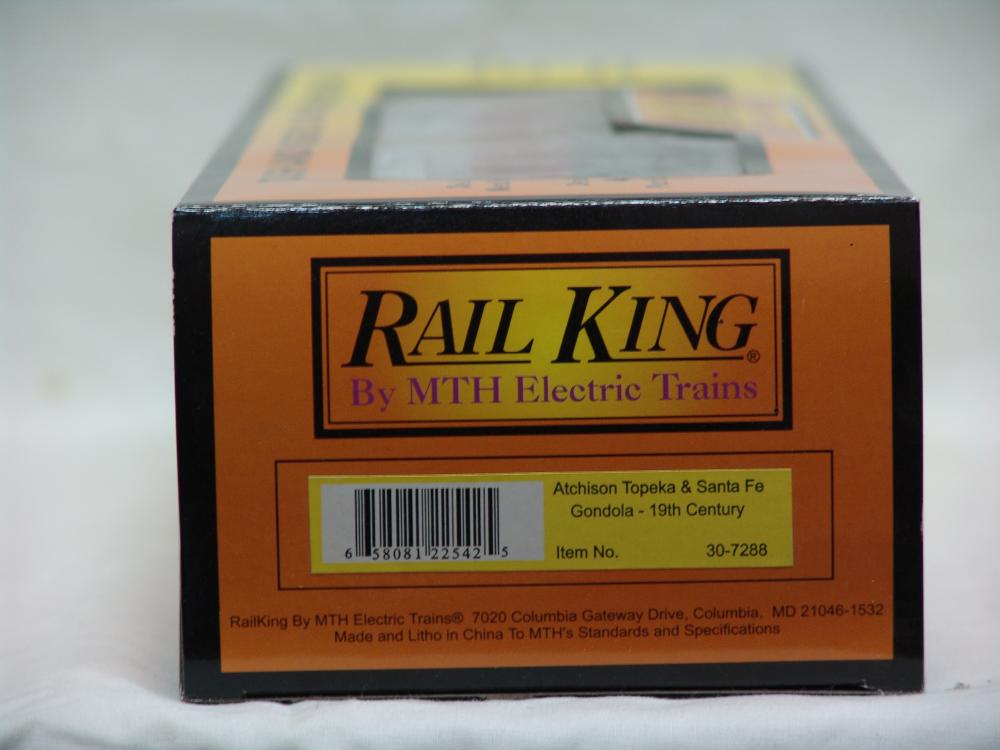 RAIL KING®
By MTH Electric Trains
Atchison Topeka & Santa Fe
Gondola - 19th Century
6 58081 22542 5
Item No. 30-7288
RailKing By MTH Electric Trains® 7020 Columbia Gateway Drive, Columbia, MD 21046-1532
Made and Litho in China To MTH's Standards and Specifications